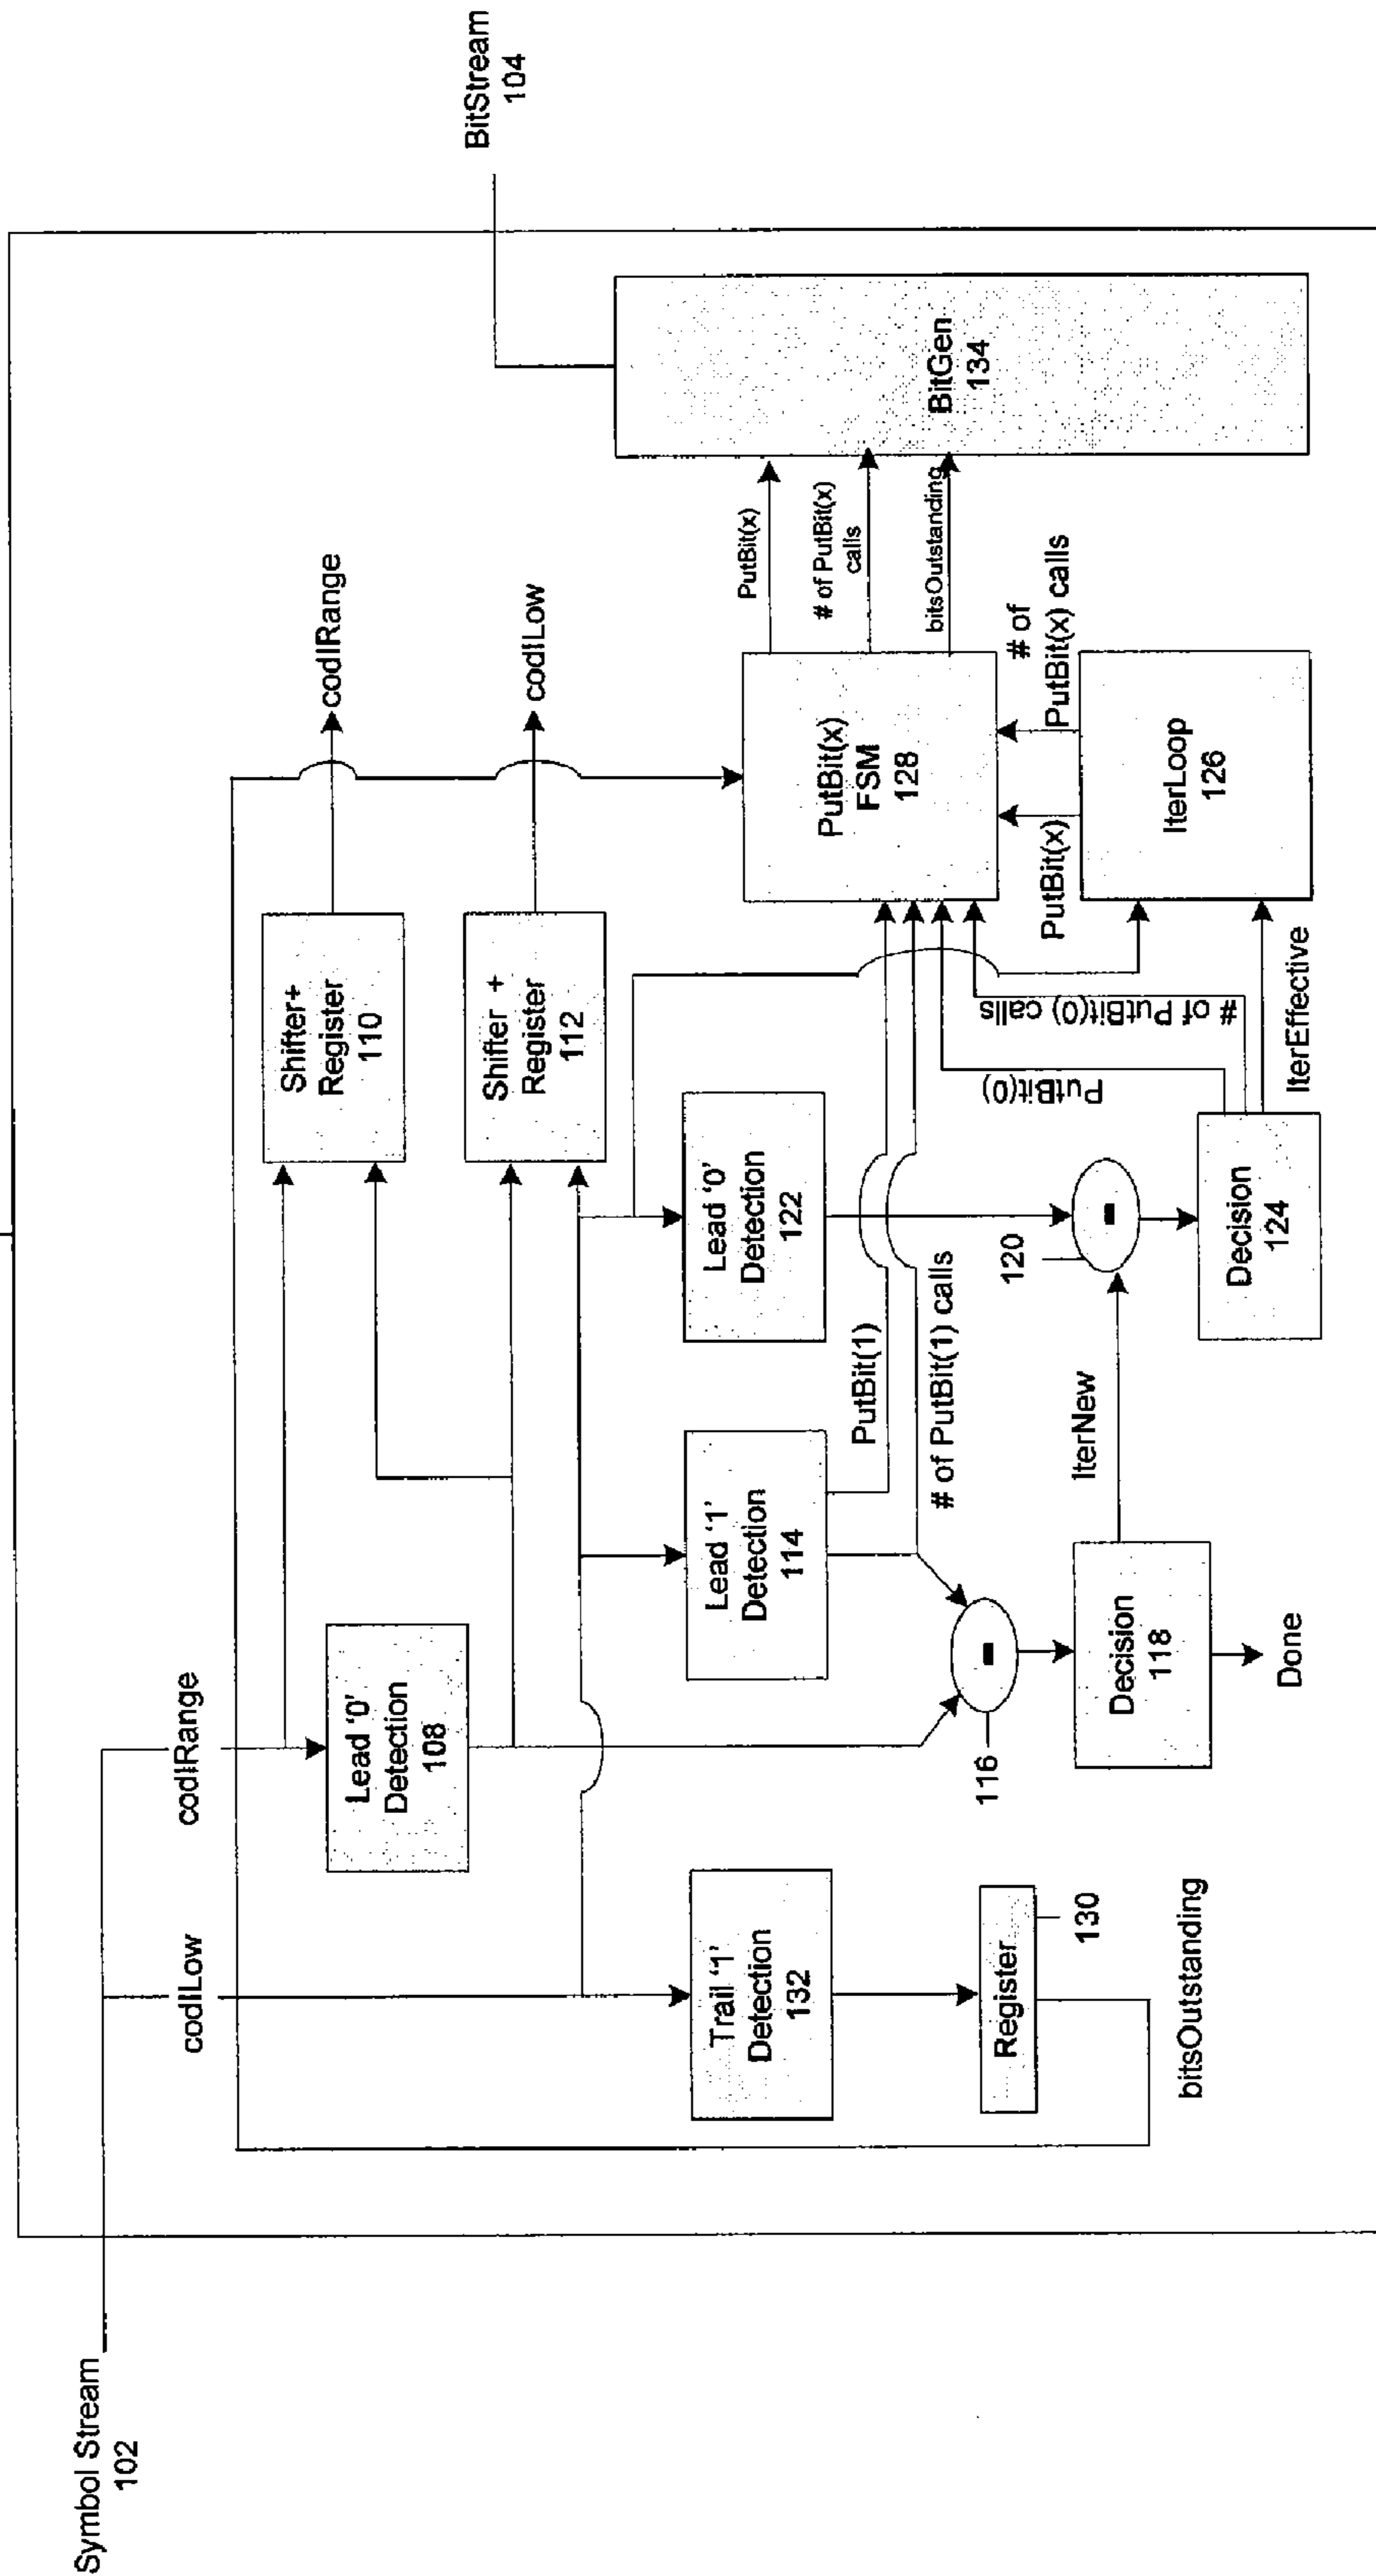 Symbol Stream
102
codILow
codIRange
Lead '0'
Detection
108
Shifter+
Register
110
codIRange
Shifter +
Register
112
codILow
BitStream
104
Trail '1'
Detection
132
Register
130
bitsOutstanding
Lead '1'
Detection
114
Lead '0'
Detection
122
PutBit(1)
# of PutBit(1) calls
-
116
Decision
118
Done
IterNew
-
120
Decision
124
PutBit(0)
# of PutBit(0) calls
IterEffective
IterLoop
126
PutBit(x)
# of
PutBit(x) calls
PutBit(x)
FSM
128
PutBit(x)
# of PutBit(x)
calls
bitsOutstanding
BitGen
134